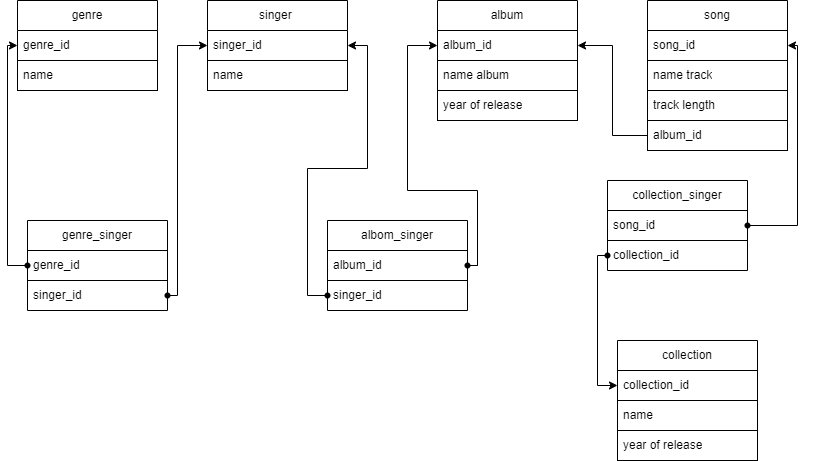 genre
genre_id
name
singer
singer_id
name
album
album_id
name album
year of release
song
song_id
name track
track length
album_id
genre_singer
genre_id
singer_id
albom_singer
album_id
singer_id
collection_singer
song_id
collection_id
collection
collection_id
name
year of release